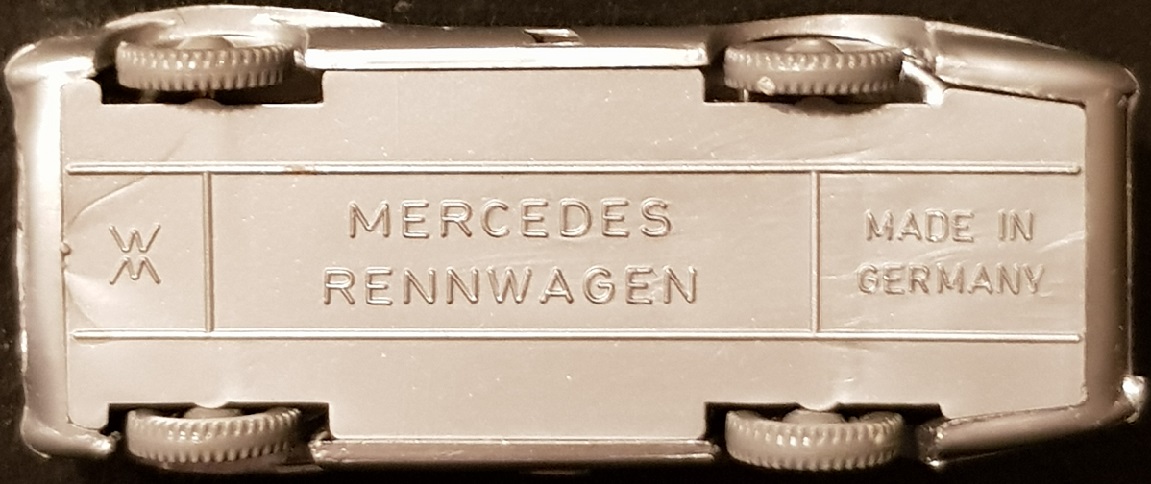 W
M
MERCEDES
RENNWAGEN
MADE IN
GERMANY